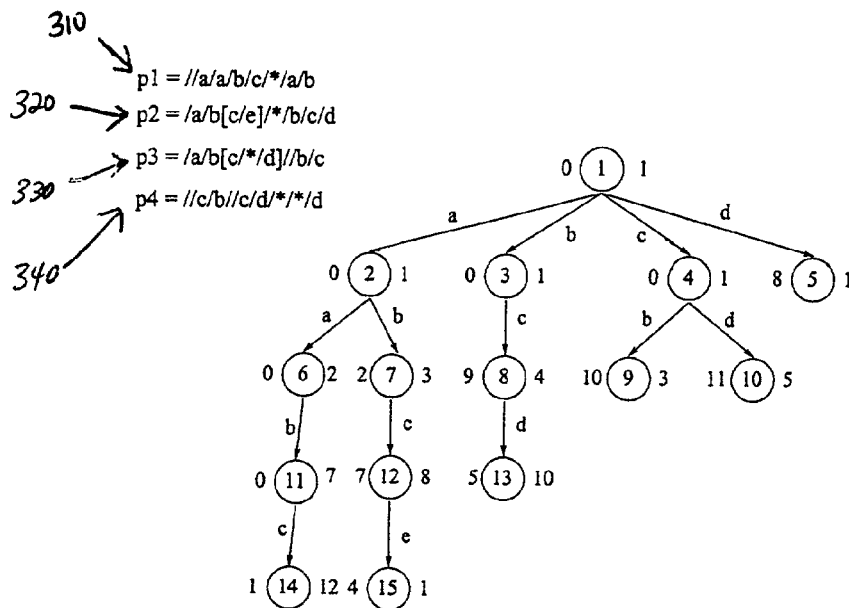 310
p1 = //a/a/b/c/*/a/b
320
p2 = /a/b[c/e]/*/b/c/d
330
p3 = /a/b[c/*/d]//b/c
p4 = //c/b//c/d/*/*/d
340
0 1 1
a b c d
0 2 1 0 3 1 0 4 1 8 5 1
a b c b d
0 6 2 2 7 3 9 8 4 10 9 3 11 10 5
b c d
0 11 7 7 12 8 5 13 10
c e
1 14 12 4 15 1